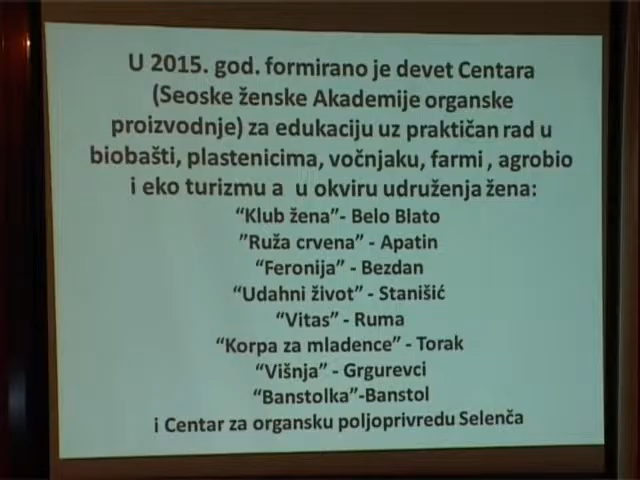 U 2015. god. formirano je devet Centara
(Seoske ženske Akademije organske
proizvodnje) za edukaciju uz praktičan rad u
biobašti, plastenicima, voćnjaku, farmi , agrobio
i eko turizmu a u okviru udruženja žena:
“Klub žena”- Belo Blato
”Ruža crvena” - Apatin
“Feronija” - Bezdan
“Udahni život” - Stanišić
“Vitas” - Ruma
“Korpa za mladence” - Torak
“Višnja” - Grgurevci
“Banstolka”-Banstol
i Centar za organsku poljoprivredu Selenča